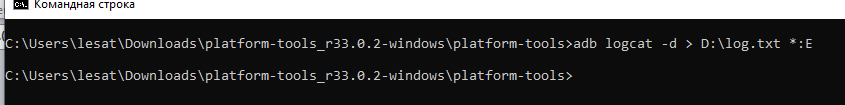 Командная строка
C:\Users\lesat\Downloads\platform-tools_r33.0.2-windows\platform-tools>adb logcat -d > D:\log.txt *:E
C:\Users\lesat\Downloads\platform-tools_r33.0.2-windows\platform-tools>